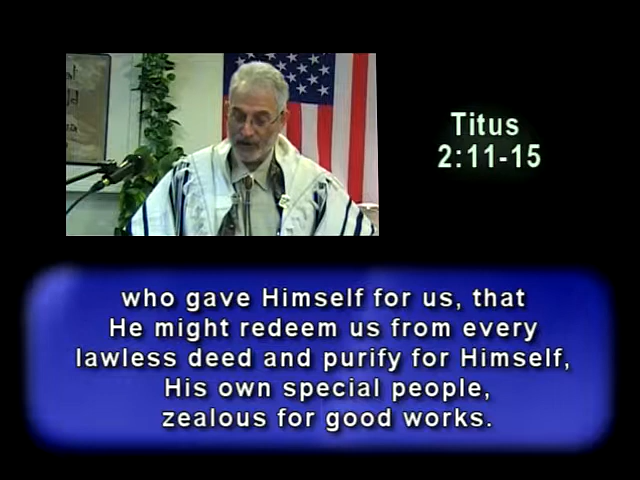 Titus
2:11-15
who gave Himself for us, that
He might redeem us from every
lawless deed and purify for Himself,
His own special people,
zealous for good works.